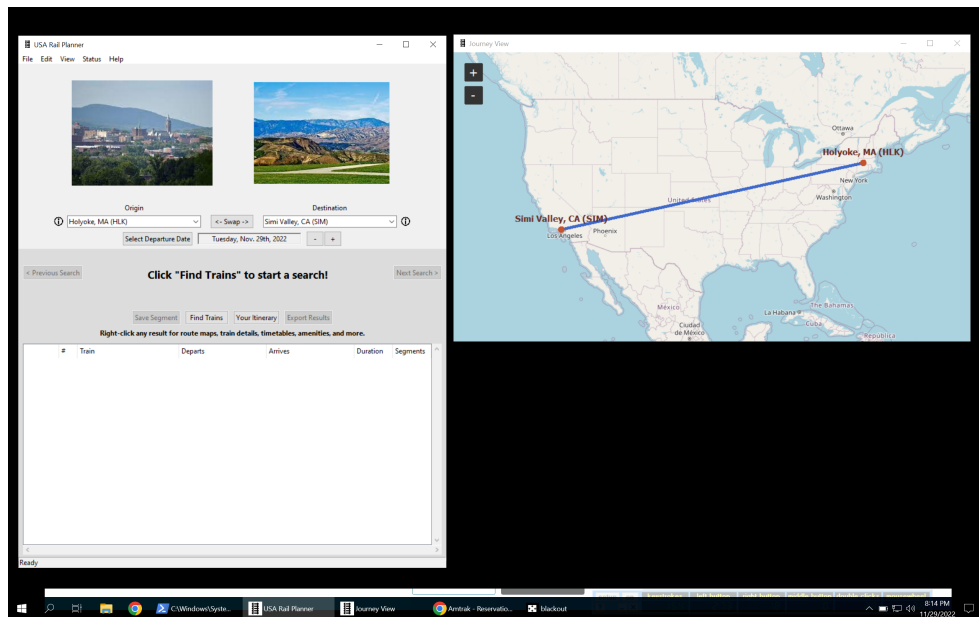 USA Rail Planner
File Edit View Status Help
Origin
Destination
Holyoke, MA (HLK)
<- Swap ->
Simi Valley, CA (SIM)
Select Departure Date
Tuesday, Nov. 29th, 2022
-
+
< Previous Search
Click "Find Trains" to start a search!
Next Search >
Save Segment
Find Trains
Your Itinerary
Export Results
Right-click any result for route maps, train details, timetables, amenities, and more.
# Train Departs Arrives Duration Segments
Ready
Journey View
+
-
Ottawa
Holyoke, MA (HLK)
New York
Washington
United States
Simi Valley, CA (SIM)
Los Angeles
Phoenix
México
Ciudad
de México
La Habana
The Bahamas
Cuba
República
C:\Windows\Syste...
USA Rail Planner
Journey View
Amtrak - Reservatio...
blackout
8:14 PM
11/29/2022